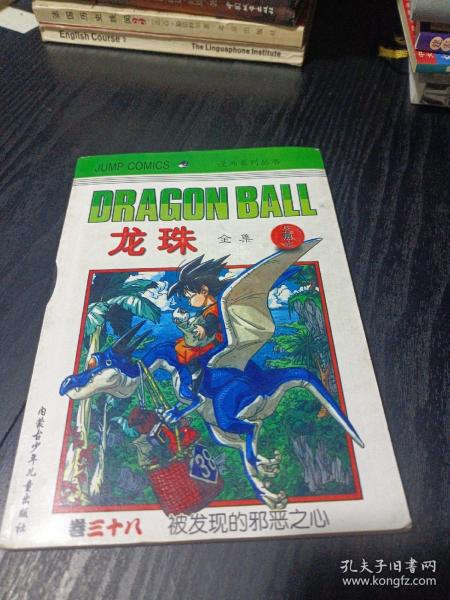 English Course
The Linguaphone Institute
JUMP COMICS
DRAGON BALL
龙珠 全集
38
内蒙古少年儿童出版社
卷三十八 被发现的邪恶之心
孔夫子旧书网
www.kongfz.com